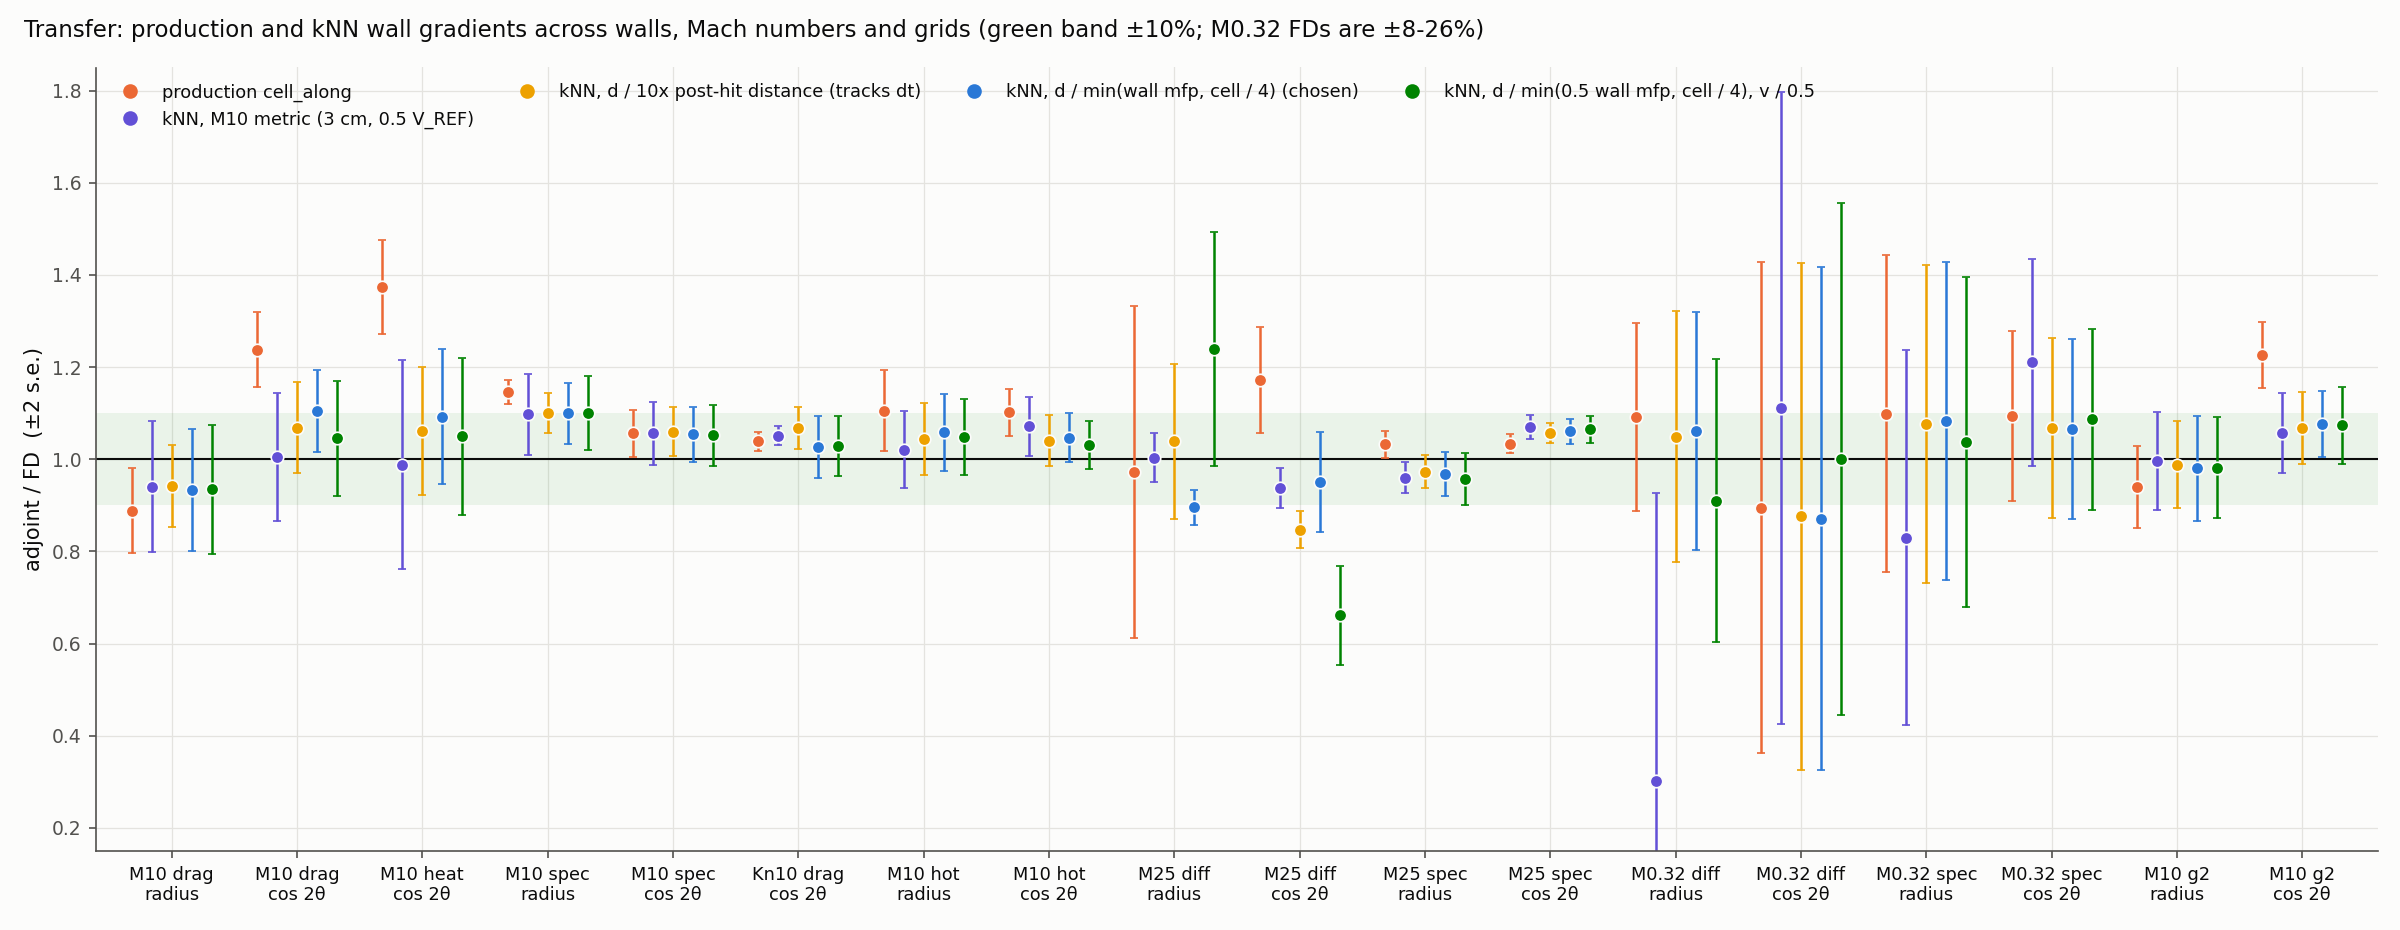 Transfer: production and kNN wall gradients across walls, Mach numbers and grids (green band ±10%; M0.32 FDs are ±8-26%)
production cell_along
kNN, M10 metric (3 cm, 0.5 V_REF)
kNN, d / 10x post-hit distance (tracks dt)
kNN, d / min(wall mfp, cell / 4) (chosen)
kNN, d / min(0.5 wall mfp, cell / 4), v / 0.5
adjoint / FD (±2 s.e.)
1.8
1.6
1.4
1.2
1.0
0.8
0.6
0.4
0.2
M10 drag
radius
M10 drag
cos 2θ
M10 heat
cos 2θ
M10 spec
radius
M10 spec
cos 2θ
Kn10 drag
radius
M10 hot
radius
M10 hot
cos 2θ
M25 diff
radius
M25 diff
cos 2θ
M25 spec
radius
M25 spec
cos 2θ
M0.32 diff
radius
M0.32 diff
cos 2θ
M0.32 spec
radius
M0.32 spec
cos 2θ
M10 g2
radius
M10 g2
cos 2θ